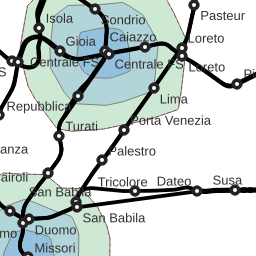 Pasteur
Isola
Sondrio
Gioia
Caiazzo
Loreto
Centrale FS
Centrale FS
Loreto
S
Pi
Repubblica
Lima
Turati
Porta Venezia
anza
Palestro
airoli
Tricolore
Dateo
Susa
San Babila
San Babila
mo
Duomo
Missori